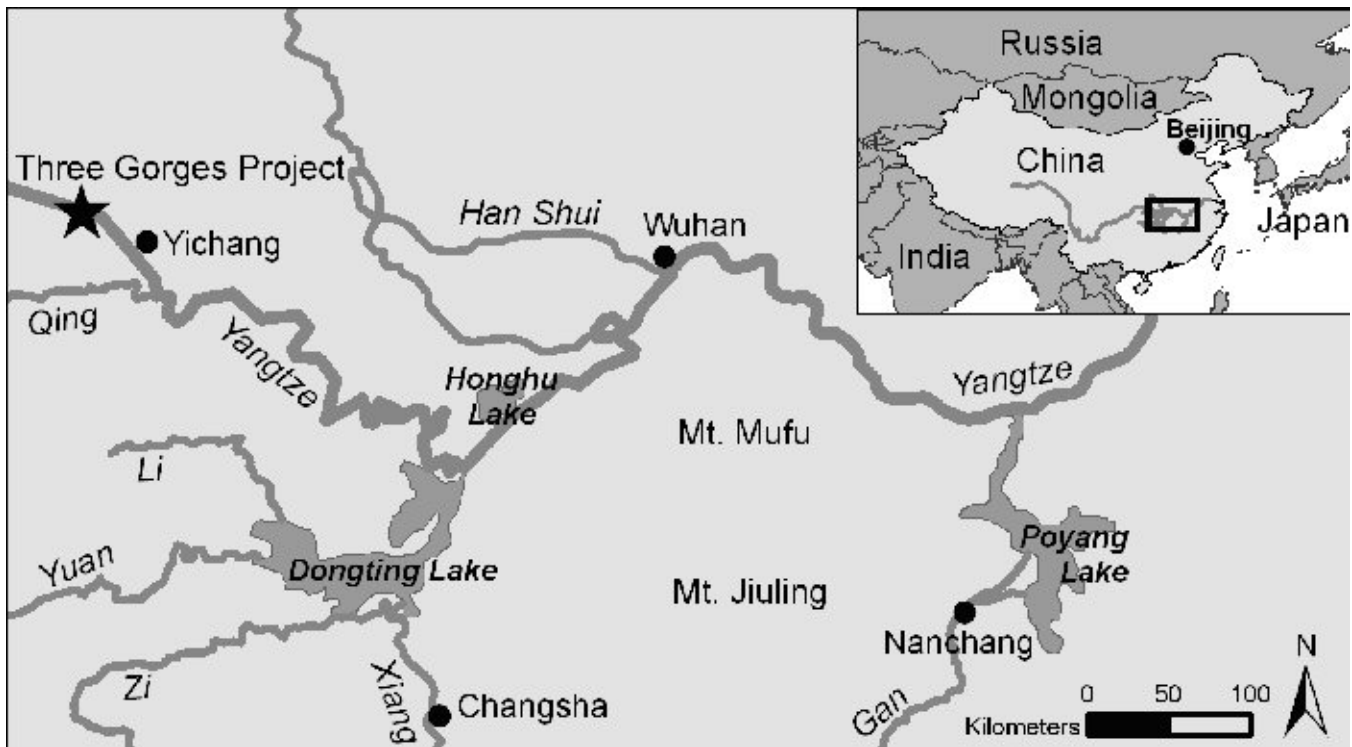 Russia
Mongolia
Beijing
China
Japan
India
Three Gorges Project
Yichang
Han Shui
Wuhan
Qing
Yangtze
Honghu
Lake
Yangtze
Mt. Mufu
Li
Yuan
Dongting Lake
Poyang
Lake
Mt. Jiuling
Nanchang
Zi
Xiang
Changsha
Gan
N
0 50 100
Kilometers